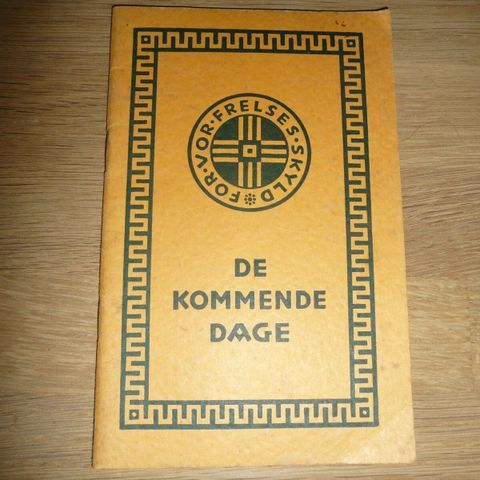 FOR · VOR · FRELSES · SKYLD
DE
KOMMENDE
DAGE